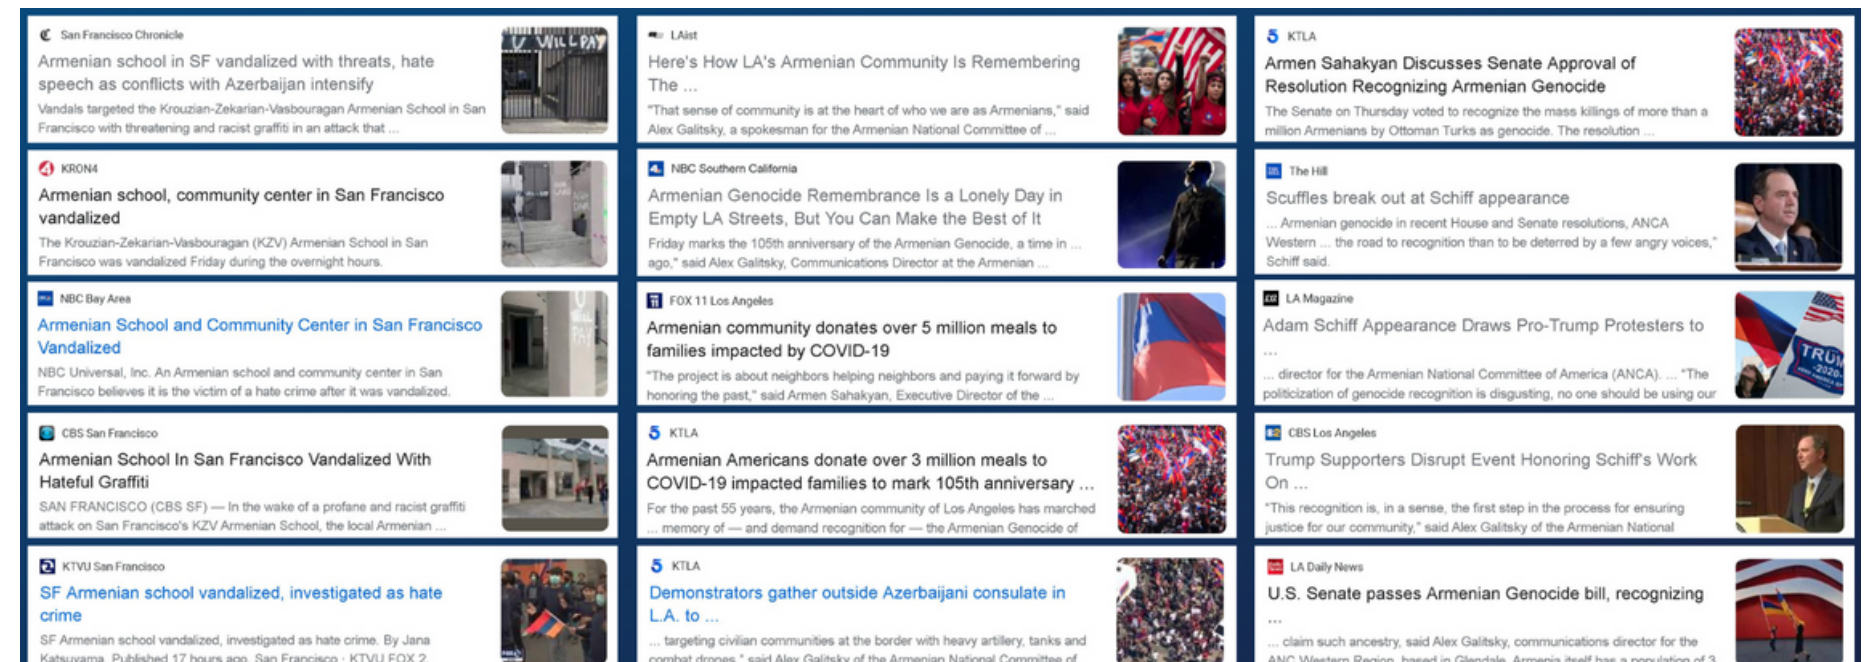 San Francisco Chronicle
Armenian school in SF vandalized with threats, hate
speech as conflicts with Azerbaijan intensify
Vandals targeted the Krouzian-Zekarian-Vasbouragan Armenian School in San
Francisco with threatening and racist graffiti in an attack that ...
U WILL PAY
KRON4
Armenian school, community center in San Francisco
vandalized
The Krouzian-Zekarian-Vasbouragan (KZV) Armenian School in San
Francisco was vandalized Friday during the overnight hours.
NBC Bay Area
Armenian School and Community Center in San Francisco
Vandalized
NBC Universal, Inc. An Armenian school and community center in San
Francisco believes it is the victim of a hate crime after it was vandalized.
U
WILL
PAY
CBS San Francisco
Armenian School In San Francisco Vandalized With
Hateful Graffiti
SAN FRANCISCO (CBS SF) — In the wake of a profane and racist graffiti
attack on San Francisco's KZV Armenian School, the local Armenian ...
KTVU San Francisco
SF Armenian school vandalized, investigated as hate
crime
SF Armenian school vandalized, investigated as hate crime. By Jana
Katsuyama. Published 17 hours ago. San Francisco · KTVU FOX 2
LAist
Here's How LA's Armenian Community Is Remembering
The ...
"That sense of community is at the heart of who we are as Armenians," said
Alex Galitsky, a spokesman for the Armenian National Committee of ...
4
NBC Southern California
Armenian Genocide Remembrance Is a Lonely Day in
Empty LA Streets, But You Can Make the Best of It
Friday marks the 105th anniversary of the Armenian Genocide, a time in ...
ago," said Alex Galitsky, Communications Director at the Armenian ...
11
FOX 11 Los Angeles
Armenian community donates over 5 million meals to
families impacted by COVID-19
"The project is about neighbors helping neighbors and paying it forward by
honoring the past," said Armen Sahakyan, Executive Director of the ...
5 KTLA
Armenian Americans donate over 3 million meals to
COVID-19 impacted families to mark 105th anniversary ...
For the past 55 years, the Armenian community of Los Angeles has marched
... memory of — and demand recognition for — the Armenian Genocide of
5 KTLA
Demonstrators gather outside Azerbaijani consulate in
L.A. to ...
... targeting civilian communities at the border with heavy artillery, tanks and
combat drones," said Alex Galitsky of the Armenian National Committee of
5 KTLA
Armen Sahakyan Discusses Senate Approval of
Resolution Recognizing Armenian Genocide
The Senate on Thursday voted to recognize the mass killings of more than a
million Armenians by Ottoman Turks as genocide. The resolution ...
The Hill
Scuffles break out at Schiff appearance
... Armenian genocide in recent House and Senate resolutions, ANCA
Western ... the road to recognition than to be deterred by a few angry voices,"
Schiff said.
LA Magazine
Adam Schiff Appearance Draws Pro-Trump Protesters to
...
... director for the Armenian National Committee of America (ANCA). ... "The
politicization of genocide recognition is disgusting, no one should be using our
TRUM
2020
CBS Los Angeles
Trump Supporters Disrupt Event Honoring Schiff's Work
On ...
"This recognition is, in a sense, the first step in the process for ensuring
justice for our community," said Alex Galitsky of the Armenian National
LA Daily News
U.S. Senate passes Armenian Genocide bill, recognizing
...
... claim such ancestry, said Alex Galitsky, communications director for the
ANC Western Region, based in Glendale. Armenia itself has a population of 3